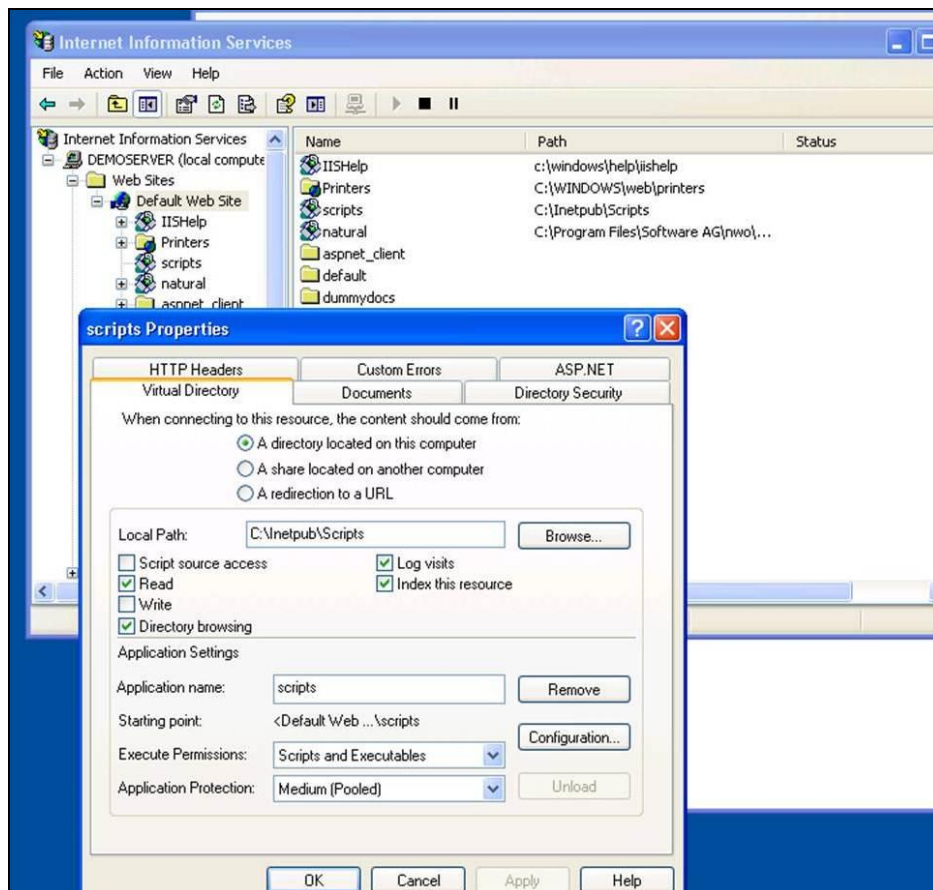 Internet Information Services
File Action View Help
Internet Information Services
DEMOSERVER (local compute
Web Sites
Default Web Site
IISHelp
Printers
scripts
natural
aspnet_client
Name Path Status
IISHelp c:\windows\help\iishelp
Printers C:\WINDOWS\web\printers
scripts C:\Inetpub\Scripts
natural C:\Program Files\Software AG\nwo\...
aspnet_client
default
dummydocs
scripts Properties
HTTP Headers Custom Errors ASP.NET
Virtual Directory Documents Directory Security
When connecting to this resource, the content should come from:
A directory located on this computer
A share located on another computer
A redirection to a URL
Local Path: C:\Inetpub\Scripts Browse...
Script source access Log visits
Read Index this resource
Write
Directory browsing
Application Settings
Application name: scripts Remove
Starting point: <Default Web ...\scripts
Configuration...
Execute Permissions: Scripts and Executables
Application Protection: Medium (Pooled) Unload
OK Cancel Apply Help